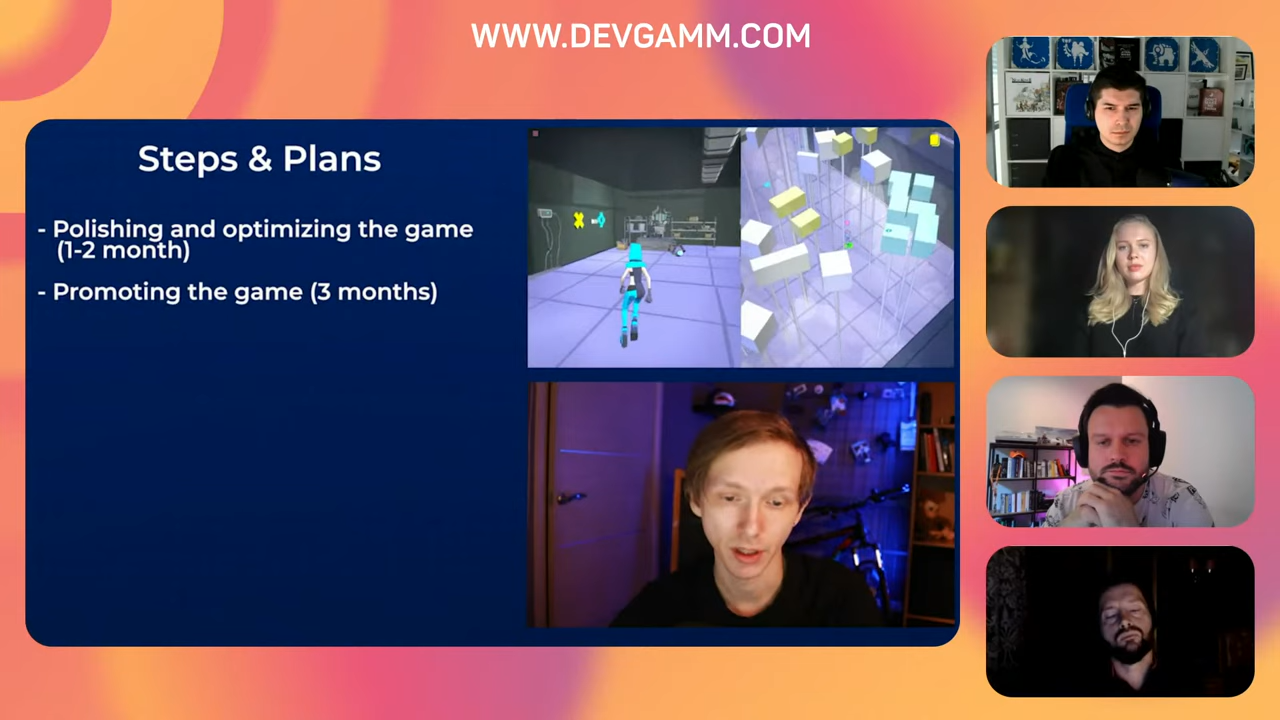 WWW.DEVGAMM.COM
Steps & Plans
- Polishing and optimizing the game
(1-2 month)
- Promoting the game (3 months)